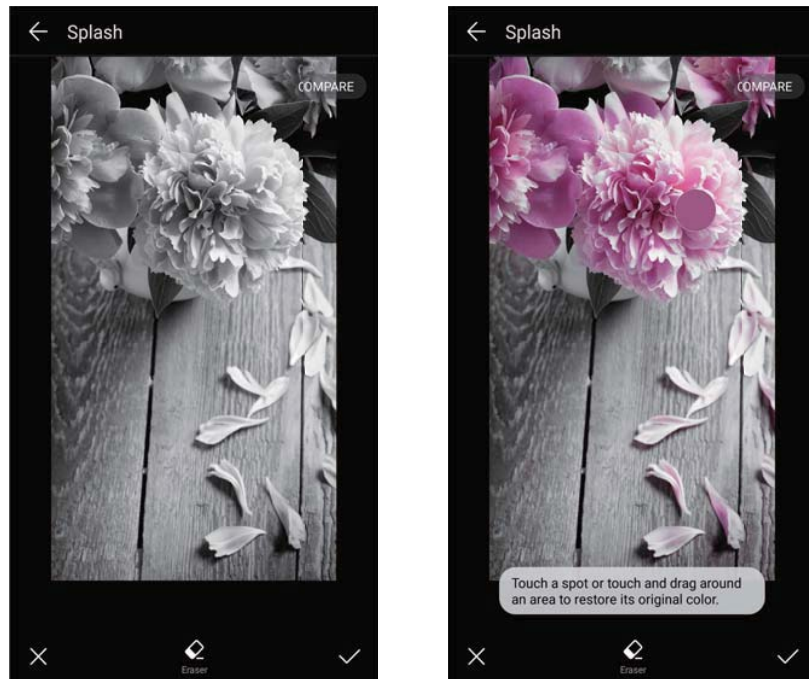 Splash
COMPARE
Eraser
Splash
COMPARE
Touch a spot or touch and drag around
an area to restore its original color.
Eraser